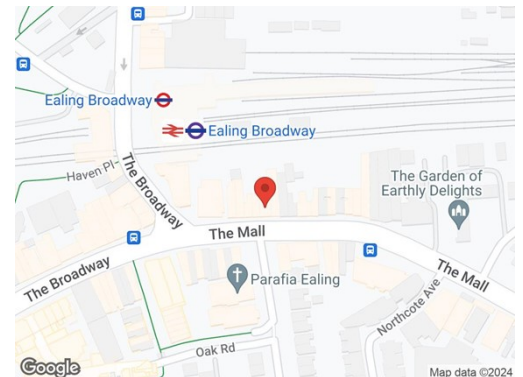 Ealing Broadway
Ealing Broadway
Haven Pl
The Broadway
The Garden of
Earthly Delights
The Mall
The Broadway
Parafia Ealing
The Mall
Northcote Ave
Oak Rd
Google
Map data ©2024